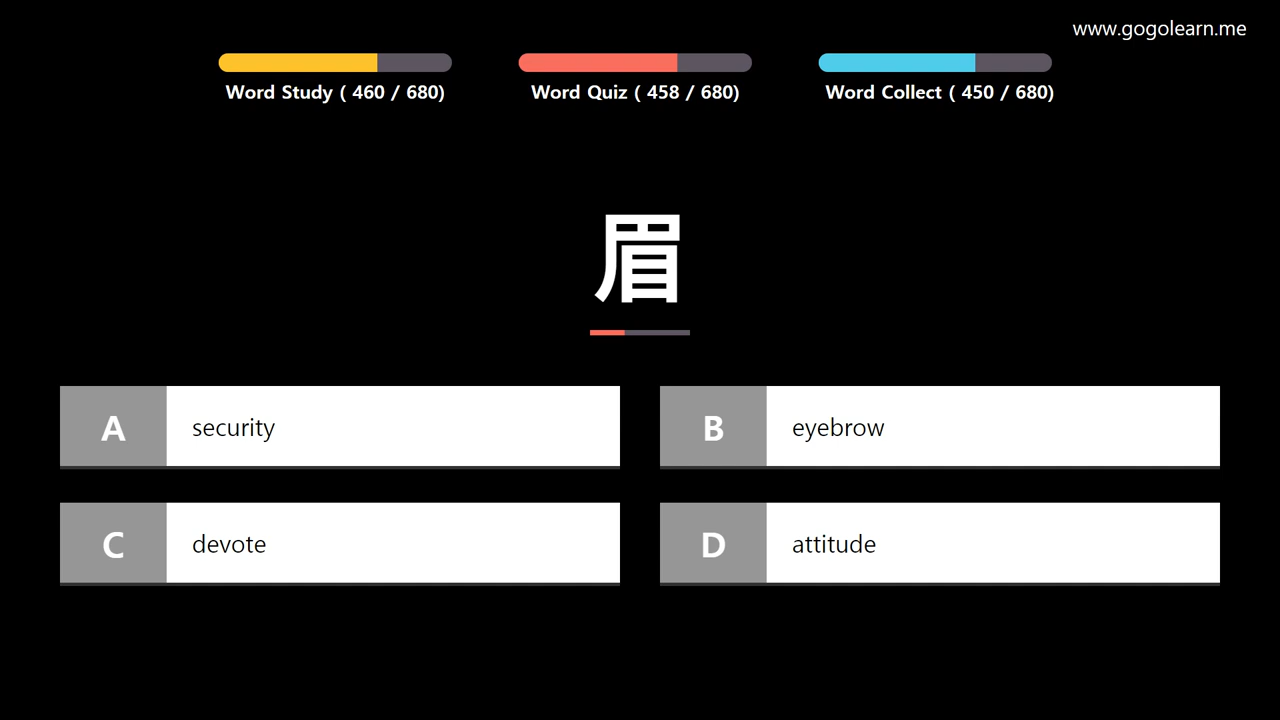 www.gogolearn.me
Word Study ( 460 / 680)
Word Quiz ( 458 / 680)
Word Collect ( 450 / 680)
眉
A security
B eyebrow
C devote
D attitude